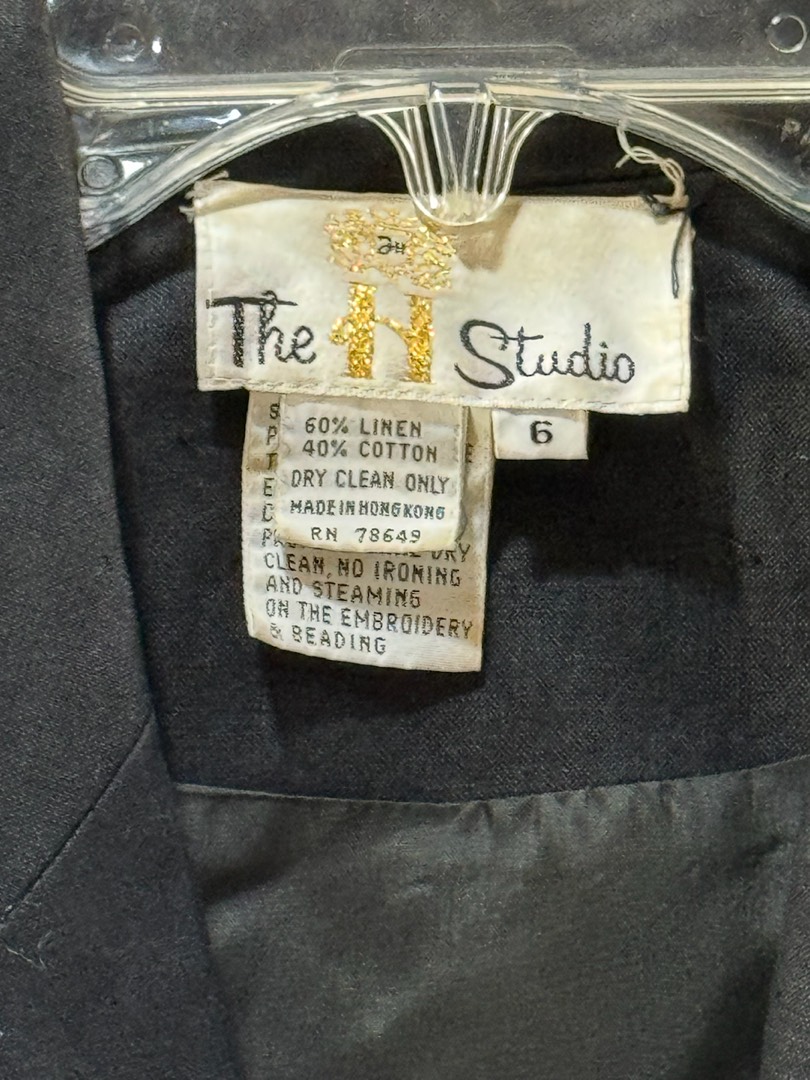 The H Studio
6
60% LINEN
40% COTTON
DRY CLEAN ONLY
MADE IN HONG KONG
RN 78649
DRY
CLEAN, NO IRONING
AND STEAMING
ON THE EMBROIDERY
& BEADING